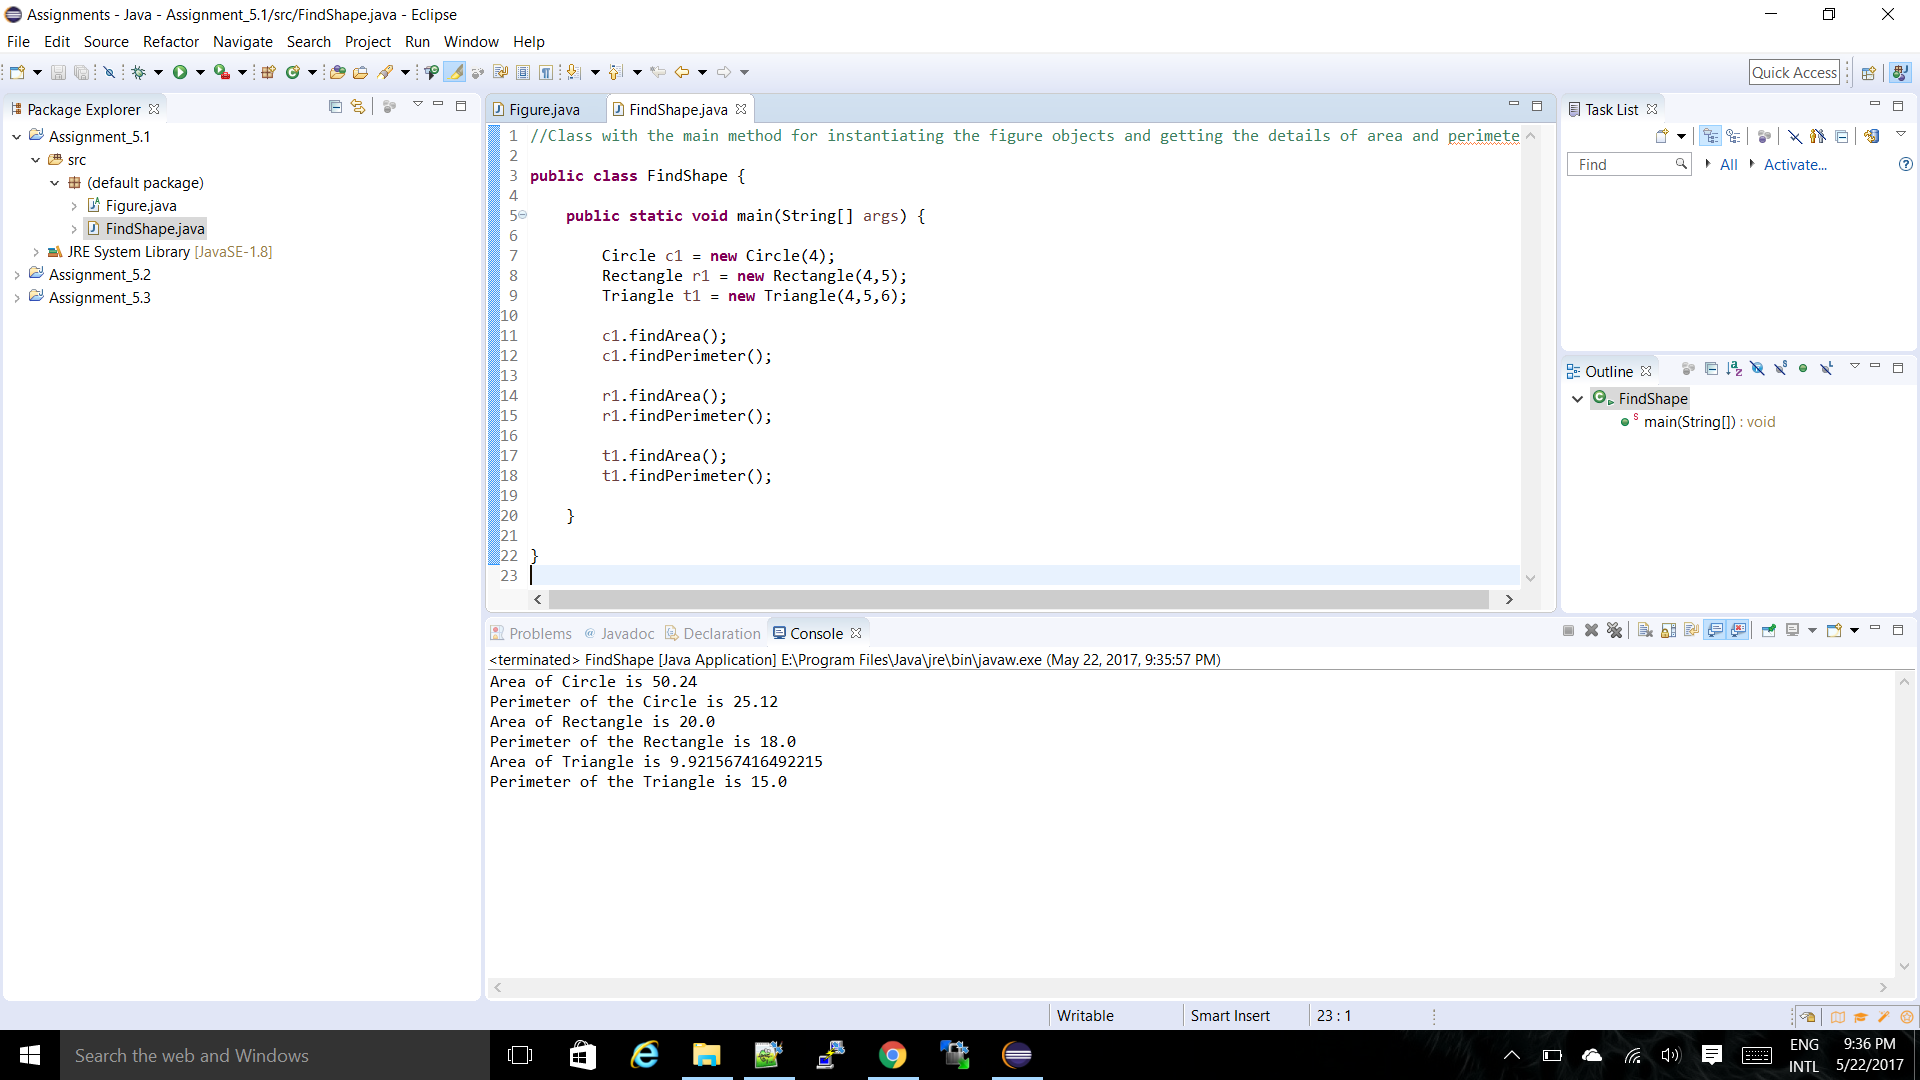 Assignments - Java - Assignment_5.1/src/FindShape.java - Eclipse
File Edit Source Refactor Navigate Search Project Run Window Help
Quick Access
Package Explorer
Assignment_5.1
src
(default package)
Figure.java
FindShape.java
JRE System Library [JavaSE-1.8]
Assignment_5.2
Assignment_5.3
Figure.java FindShape.java
1 //Class with the main method for instantiating the figure objects and getting the details of area and perimete
2
3 public class FindShape {
4
5 public static void main(String[] args) {
6
7 Circle c1 = new Circle(4);
8 Rectangle r1 = new Rectangle(4,5);
9 Triangle t1 = new Triangle(4,5,6);
10
11 c1.findArea();
12 c1.findPerimeter();
13
14 r1.findArea();
15 r1.findPerimeter();
16
17 t1.findArea();
18 t1.findPerimeter();
19
20 }
21
22 }
23
Task List
Find All Activate...
Outline
FindShape
main(String[]) : void
Problems @ Javadoc Declaration Console
<terminated> FindShape [Java Application] E:\Program Files\Java\jre\bin\javaw.exe (May 22, 2017, 9:35:57 PM)
Area of Circle is 50.24
Perimeter of the Circle is 25.12
Area of Rectangle is 20.0
Perimeter of the Rectangle is 18.0
Area of Triangle is 9.921567416492215
Perimeter of the Triangle is 15.0
Writable Smart Insert 23 : 1
Search the web and Windows
ENG
INTL
9:36 PM
5/22/2017